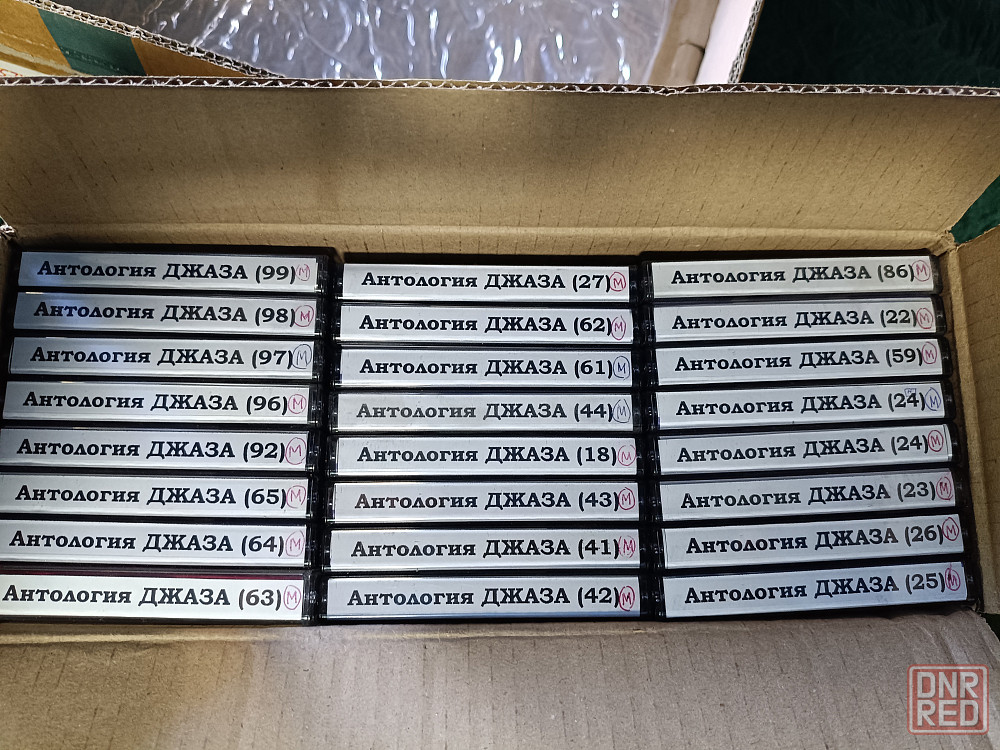 Антология ДЖАЗА (99) М
Антология ДЖАЗА (98) М
Антология ДЖАЗА (97) М
Антология ДЖАЗА (96) М
Антология ДЖАЗА (92) М
Антология ДЖАЗА (65) М
Антология ДЖАЗА (64) М
Антология ДЖАЗА (63) М
Антология ДЖАЗА (27) М
Антология ДЖАЗА (62) М
Антология ДЖАЗА (61) М
Антология ДЖАЗА (44) М
Антология ДЖАЗА (18) М
Антология ДЖАЗА (43) М
Антология ДЖАЗА (41) М
Антология ДЖАЗА (42) М
Антология ДЖАЗА (86) М
Антология ДЖАЗА (22) М
Антология ДЖАЗА (59) М
Антология ДЖАЗА (24) М
Антология ДЖАЗА (24) М
Антология ДЖАЗА (23) М
Антология ДЖАЗА (26) М
Антология ДЖАЗА (25) М
DNR
RED